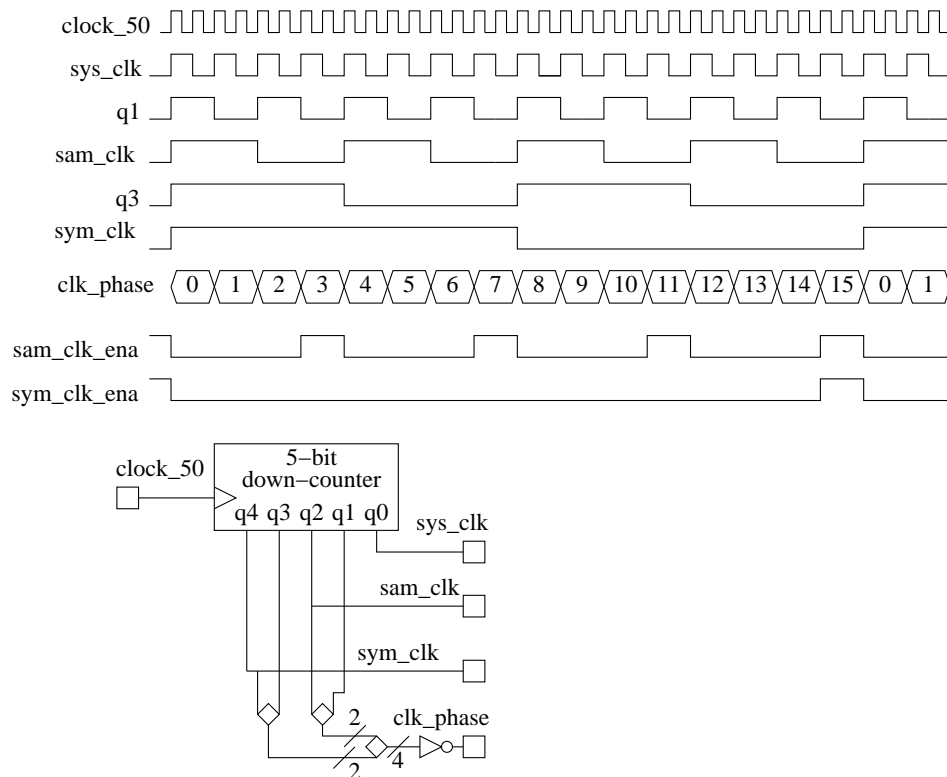 clock_50
sys_clk
q1
sam_clk
q3
sym_clk
clk_phase 0 1 2 3 4 5 6 7 8 9 10 11 12 13 14 15 0 1
sam_clk_ena
sym_clk_ena
5−bit
clock_50 down−counter
q4 q3 q2 q1 q0
sys_clk
sam_clk
sym_clk
2 clk_phase
2 4